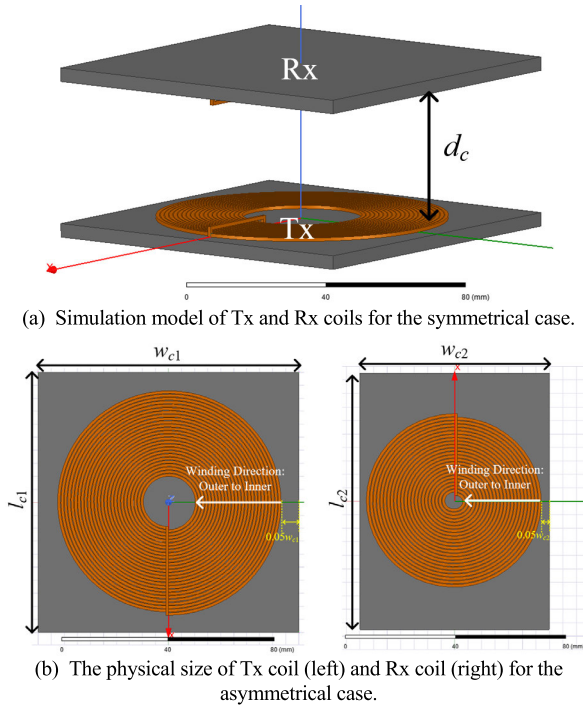 Rx
d_c
Tx
x
0 40 80 (mm)
(a) Simulation model of Tx and Rx coils for the symmetrical case.
w_c1 w_c2
x
l_c1 l_c2
Winding Direction: Winding Direction:
Outer to Inner Outer to Inner
0.05w_c1 0.05w_c2
0 40 80 (mm) 0 40 80 (mm)
(b) The physical size of Tx coil (left) and Rx coil (right) for the
asymmetrical case.